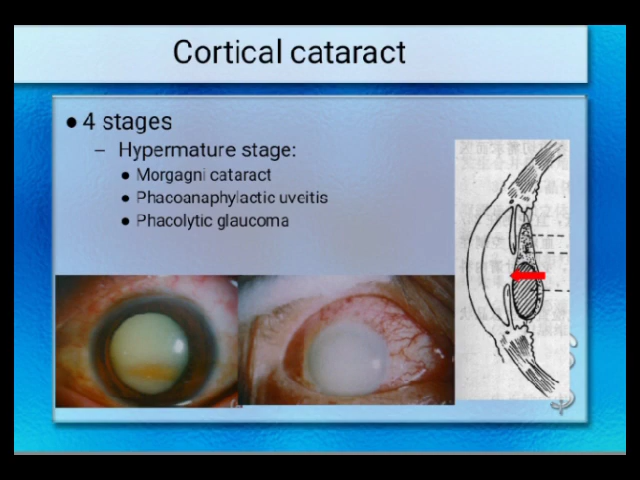 Cortical cataract
● 4 stages
– Hypermature stage:
● Morgagni cataract
● Phacoanaphylactic uveitis
● Phacolytic glaucoma